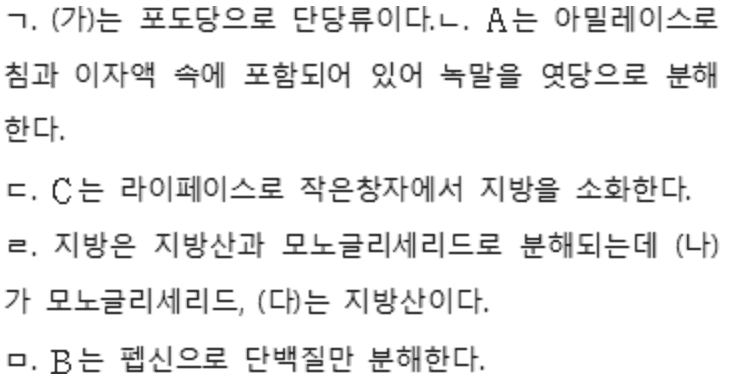 ㄱ. (가)는 포도당으로 단당류이다.ㄴ. A는 아밀레이스로
침과 이자액 속에 포함되어 있어 녹말을 엿당으로 분해
한다.
ㄷ. C는 라이페이스로 작은창자에서 지방을 소화한다.
ㄹ. 지방은 지방산과 모노글리세리드로 분해되는데 (나)
가 모노글리세리드, (다)는 지방산이다.
ㅁ. B는 펩신으로 단백질만 분해한다.